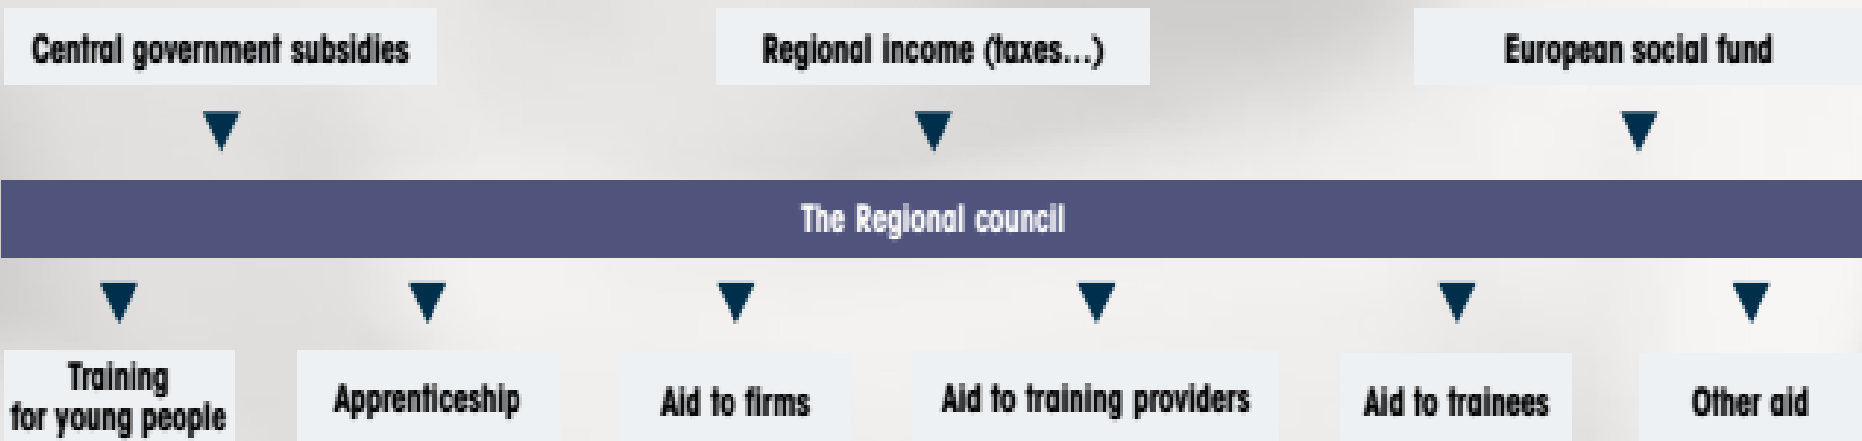 Central government subsidies
Regional income (taxes...)
European social fund
The Regional council
Training
for young people
Apprenticeship
Aid to firms
Aid to training providers
Aid to trainees
Other aid